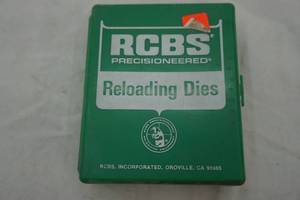 RCBS®
PRECISIONEERED®
Reloading Dies
RCBS, INCORPORATED, OROVILLE, CA 95965